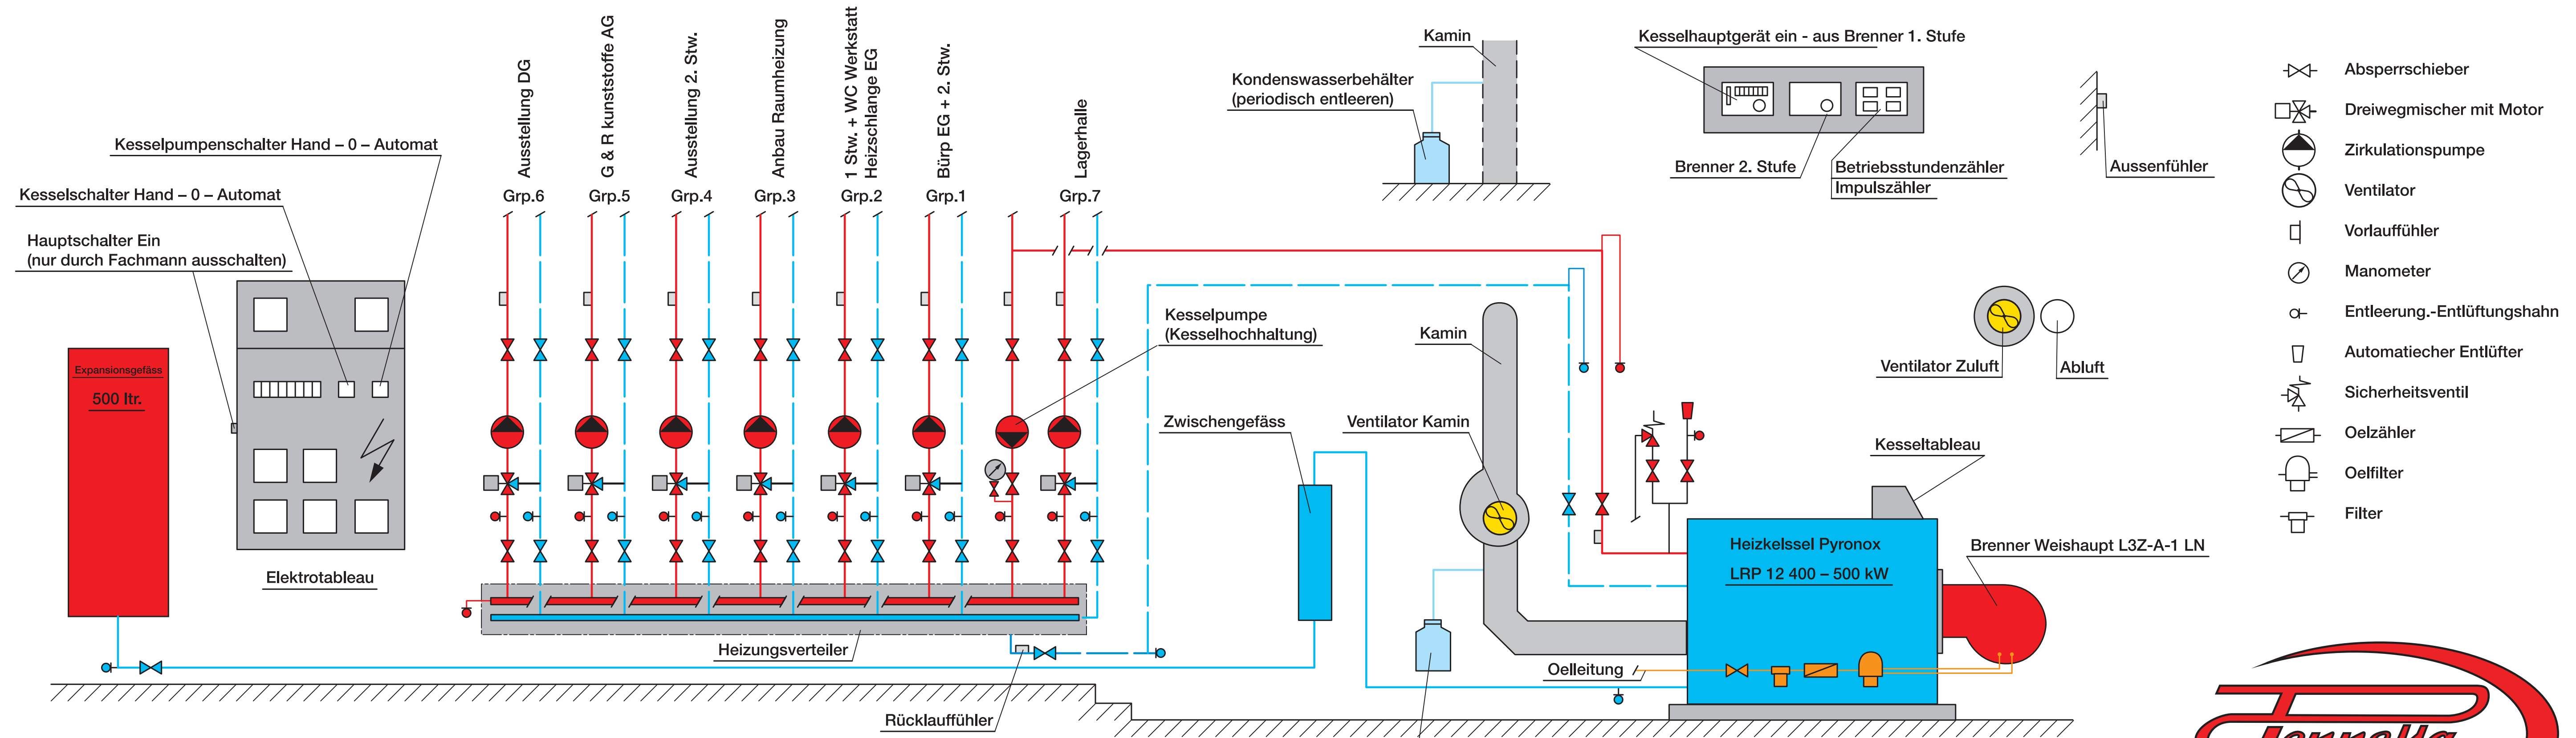 Kesselpumpenschalter Hand – 0 – Automat
Kesselschalter Hand – 0 – Automat
Hauptschalter Ein
(nur durch Fachmann ausschalten)
Expansionsgefäss
500 ltr.
Elektrotableau
Ausstellung DG
Grp.6
G & R kunststoffe AG
Grp.5
Ausstellung 2. Stw.
Grp.4
Anbau Raumheizung
Grp.3
1 Stw. + WC Werkstatt
Heizschlange EG
Grp.2
Bürp EG + 2. Stw.
Grp.1
Lagerhalle
Grp.7
Heizungsverteiler
Rücklauffühler
Kesselpumpe
(Kesselhochhaltung)
Zwischengefäss
Kamin
Kondenswasserbehälter
(periodisch entleeren)
Kamin
Ventilator Kamin
Kesselhauptgerät ein - aus Brenner 1. Stufe
Brenner 2. Stufe
Betriebsstundenzähler
Impulszähler
Aussenfühler
Ventilator Zuluft
Abluft
Kesseltableau
Heizkelssel Pyronox
LRP 12 400 – 500 kW
Brenner Weishaupt L3Z-A-1 LN
Oelleitung
Absperrschieber
Dreiwegmischer mit Motor
Zirkulationspumpe
Ventilator
Vorlauffühler
Manometer
Entleerung.-Entlüftungshahn
Automatiecher Entlüfter
Sicherheitsventil
Oelzähler
Oelfilter
Filter